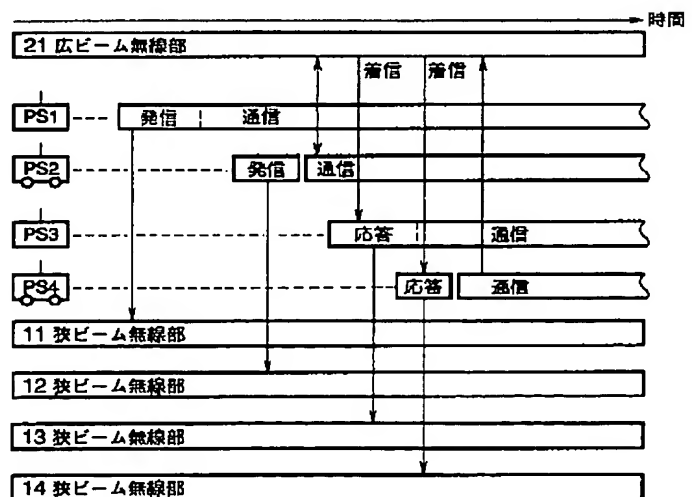 時間
21 広ビーム無線部
着信 着信
PS1 発信 通信
PS2 発信 通信
PS3 応答 通信
PS4 応答 通信
11 狭ビーム無線部
12 狭ビーム無線部
13 狭ビーム無線部
14 狭ビーム無線部